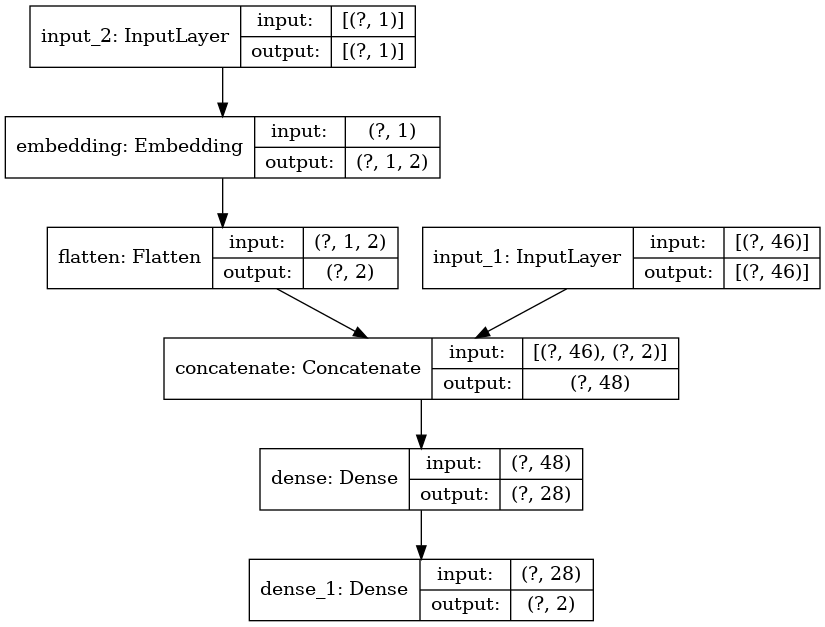 input_2: InputLayer
input: [(?, 1)]
output: [(?, 1)]
embedding: Embedding
input: (?, 1)
output: (?, 1, 2)
flatten: Flatten
input: (?, 1, 2)
output: (?, 2)
input_1: InputLayer
input: [(?, 46)]
output: [(?, 46)]
concatenate: Concatenate
input: [(?, 46), (?, 2)]
output: (?, 48)
dense: Dense
input: (?, 48)
output: (?, 28)
dense_1: Dense
input: (?, 28)
output: (?, 2)